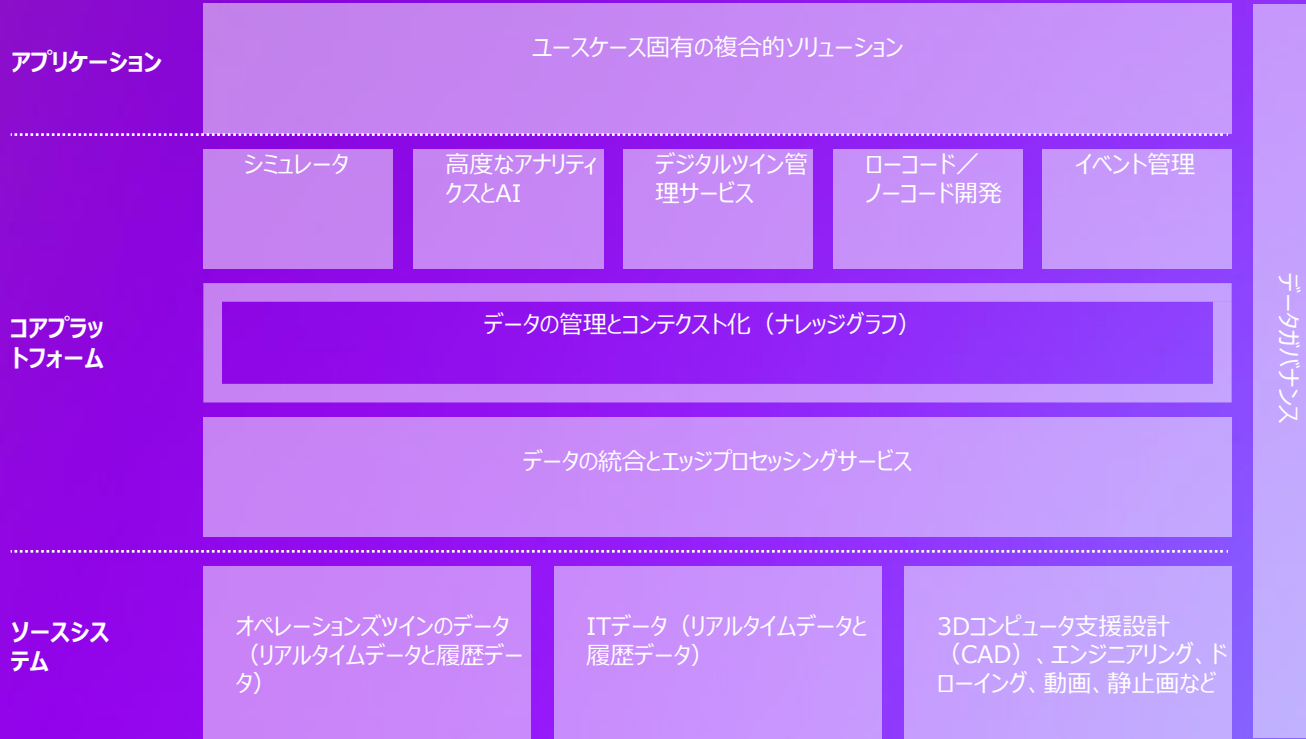 アプリケーション
ユースケース固有の複合的ソリューション
シミュレータ
高度なアナリティ
クスとAI
デジタルツイン管
理サービス
ローコード／
ノーコード開発
イベント管理
コアプラッ
トフォーム
データの管理とコンテクスト化（ナレッジグラフ）
データの統合とエッジプロセッシングサービス
ソースシス
テム
オペレーションズツインのデータ
（リアルタイムデータと履歴デー
タ）
ITデータ（リアルタイムデータと
履歴データ）
3Dコンピュータ支援設計
（CAD）、エンジニアリング、ド
ローイング、動画、静止画など
データガバナンス